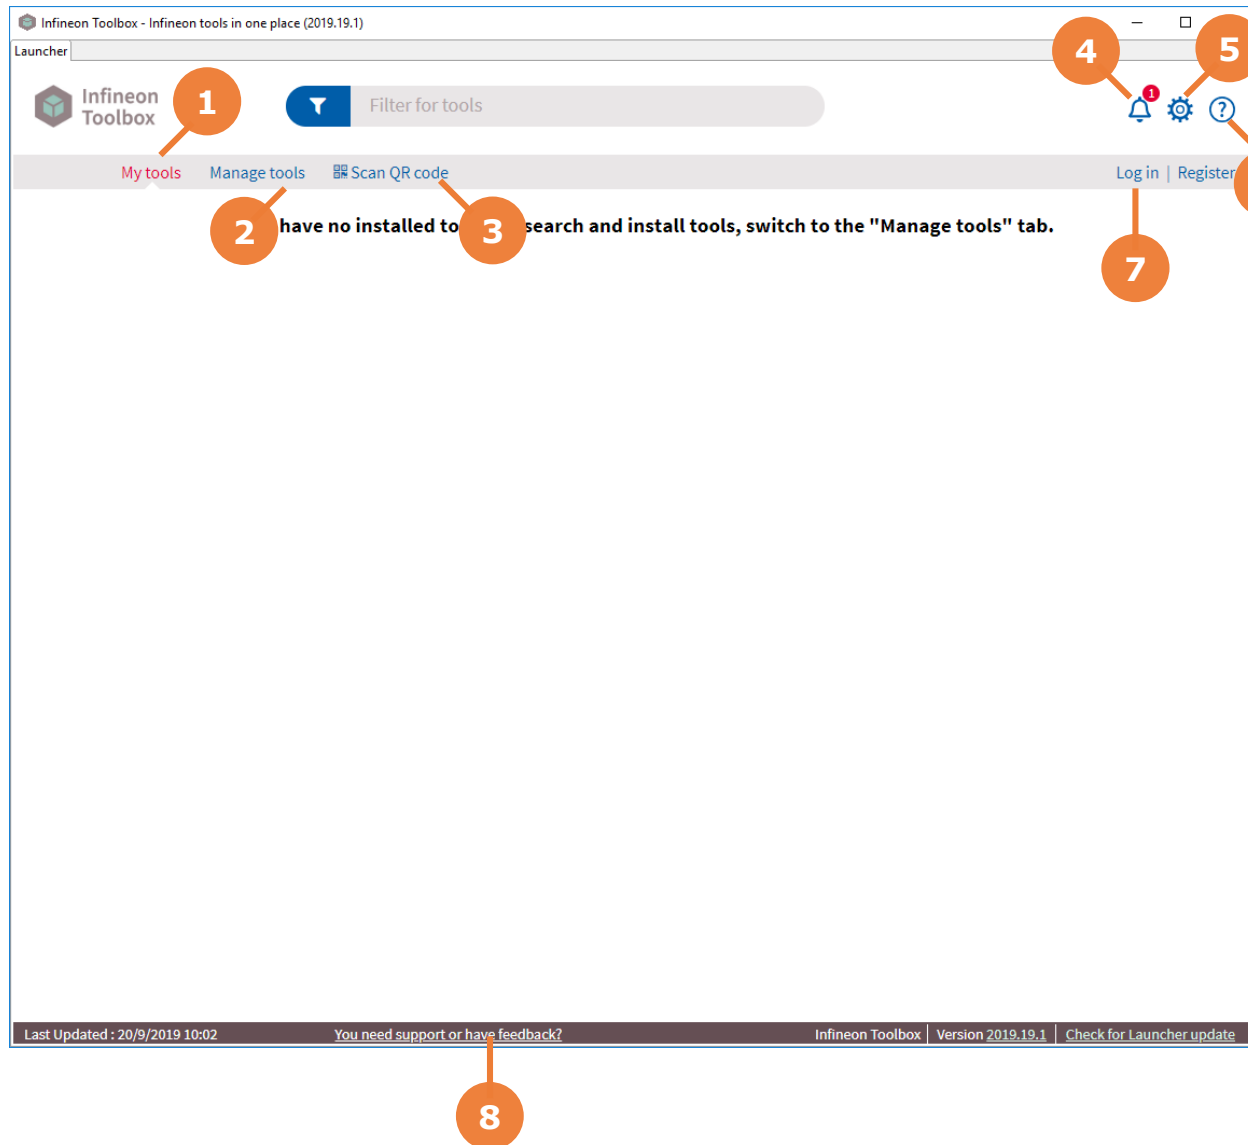 Infineon Toolbox - Infineon tools in one place (2019.19.1)
Launcher
4
5
Infineon
Toolbox
1
Filter for tools
1
?
My tools Manage tools Scan QR code Log in | Register
2 have no installed to 3 search and install tools, switch to the "Manage tools" tab.
7
Last Updated : 20/9/2019 10:02 You need support or have feedback? Infineon Toolbox Version 2019.19.1 Check for Launcher update
8